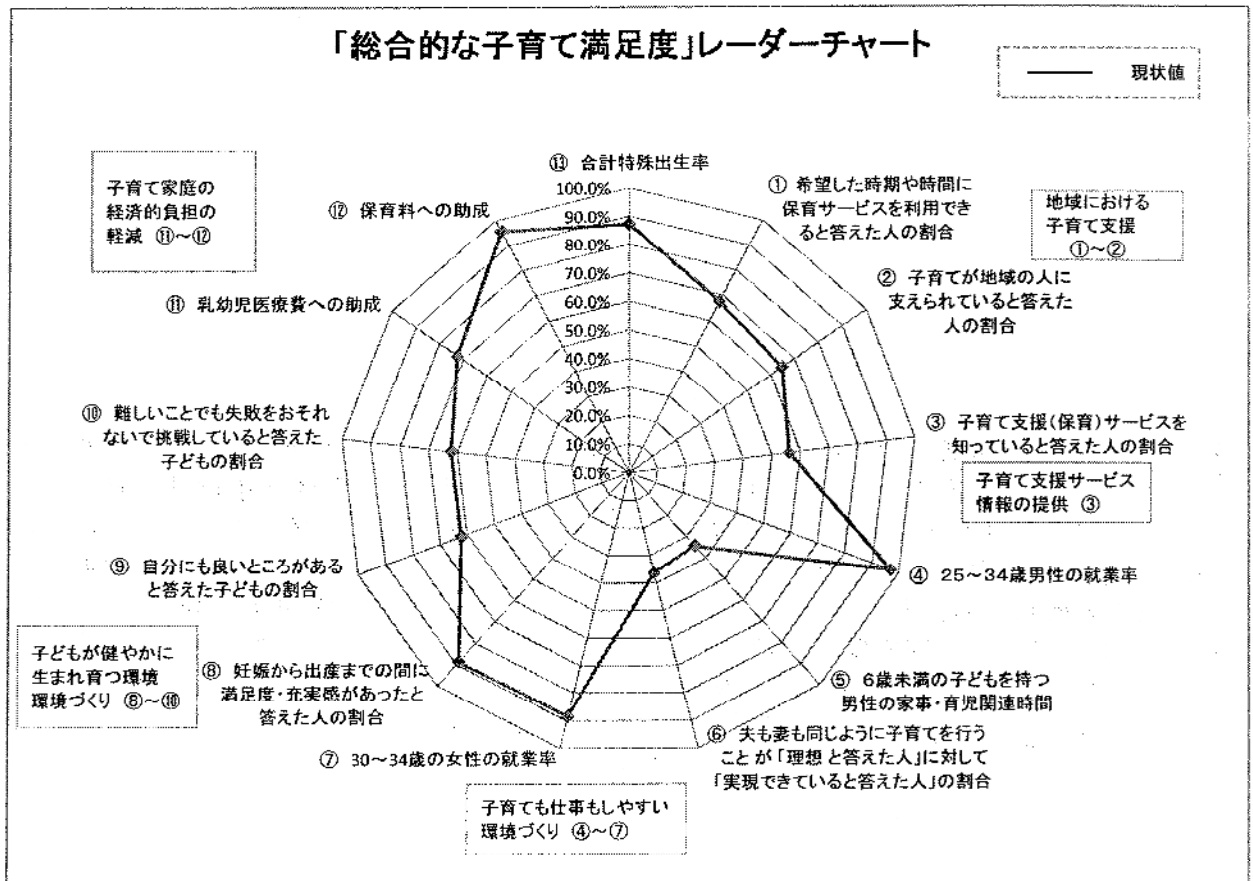 「総合的な子育て満足度」レーダーチャート
現状値
子育て家庭の
経済的負担の
軽減 ⑪～⑫
⑬ 合計特殊出生率
① 希望した時期や時間に
保育サービスを利用でき
ると答えた人の割合
地域における
子育て支援
①～②
⑫ 保育料への助成
② 子育てが地域の人に
支えられていると答えた
人の割合
⑪ 乳幼児医療費への助成
100.0%
90.0%
80.0%
70.0%
60.0%
50.0%
40.0%
30.0%
20.0%
10.0%
0.0%
⑩ 難しいことでも失敗をおそれ
ないで挑戦していると答えた
子どもの割合
③ 子育て支援(保育)サービスを
知っていると答えた人の割合
子育て支援サービス
情報の提供 ③
⑨ 自分にも良いところがある
と答えた子どもの割合
④ 25～34歳男性の就業率
子どもが健やかに
生まれ育つ環境
環境づくり ⑧～⑩
⑧ 妊娠から出産までの間に
満足度・充実感があったと
答えた人の割合
⑤ 6歳未満の子どもを持つ
男性の家事・育児関連時間
⑦ 30～34歳の女性の就業率
⑥ 夫も妻も同じように子育てを行う
ことが「理想と答えた人」に対して
「実現できていると答えた人」の割合
子育ても仕事もしやすい
環境づくり ④～⑦